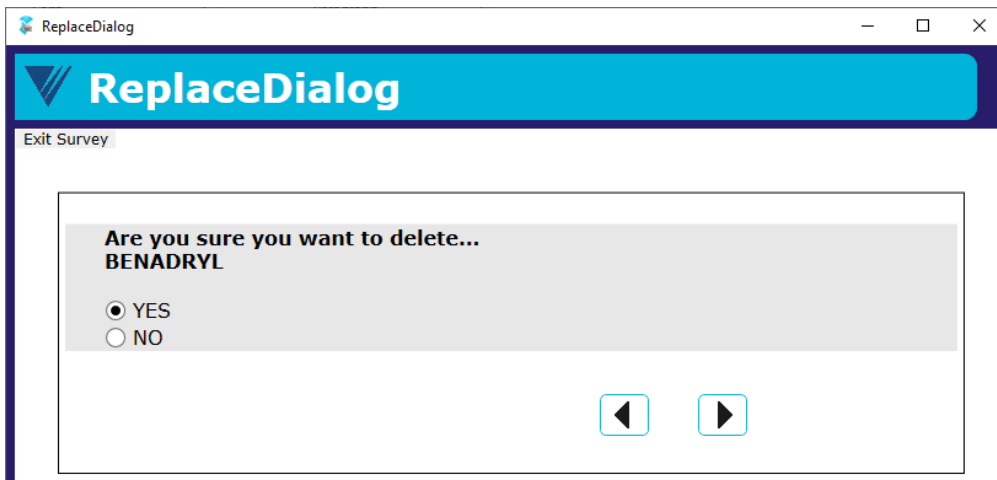 ReplaceDialog
ReplaceDialog
Exit Survey
Are you sure you want to delete...
BENADRYL
YES
NO